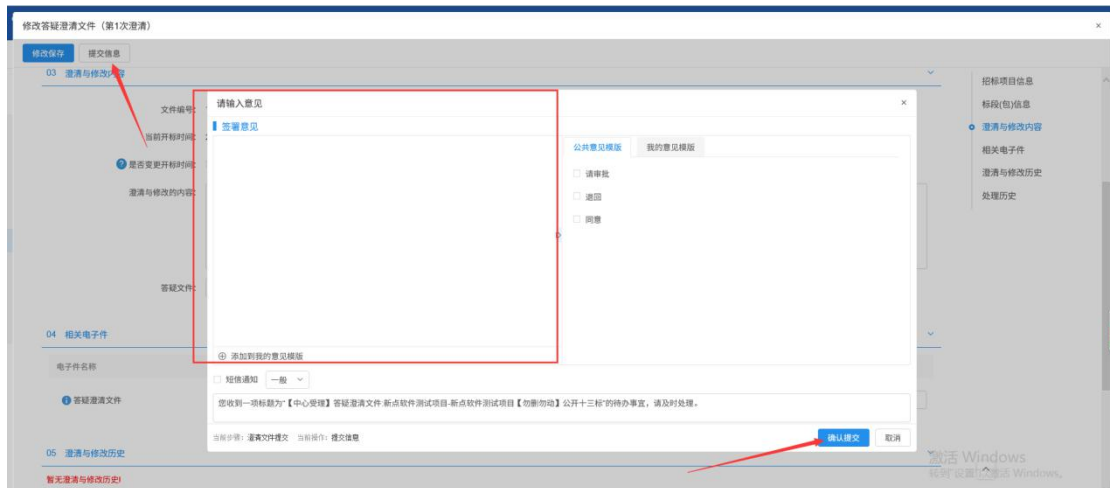 修改答疑澄清文件（第1次澄清）
×
修改保存 提交信息
03 澄清与修改内容
文件编号：
当前开标时间：
是否变更开标时间：
澄清与修改的内容：
答疑文件：
04 相关电子件
电子件名称
答疑澄清文件
05 澄清与修改历史
暂无澄清与修改历史!
请输入意见
×
签署意见
公共意见模版 我的意见模版
请审批
退回
同意
添加到我的意见模版
短信通知 一般
您收到一项标题为“【中心受理】答疑澄清文件:新点软件测试项目-新点软件测试项目【勿删勿动】公开十三标”的待办事宜，请及时处理。
当前步骤：澄清文件提交 当前操作：提交信息
确认提交 取消
招标项目信息
标段(包)信息
澄清与修改内容
相关电子件
澄清与修改历史
处理历史
激活 Windows
转到"设置"以激活 Windows。